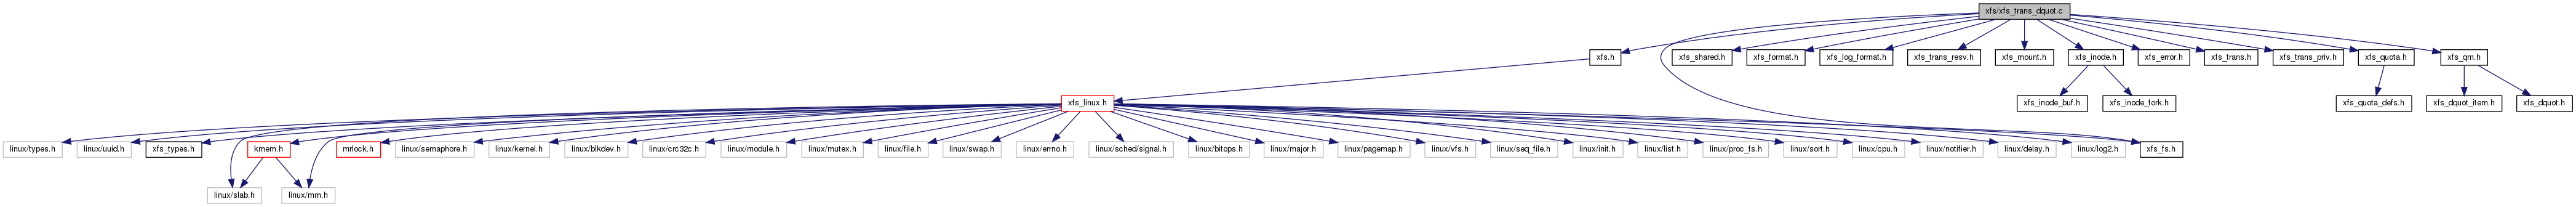 xfs/xfs_trans_dquot.c
xfs.h
xfs_shared.h
xfs_format.h
xfs_log_format.h
xfs_trans_resv.h
xfs_mount.h
xfs_inode.h
xfs_error.h
xfs_trans.h
xfs_trans_priv.h
xfs_quota.h
xfs_qm.h
xfs_linux.h
xfs_inode_buf.h
xfs_inode_fork.h
xfs_quota_defs.h
xfs_dquot_item.h
xfs_dquot.h
linux/types.h
linux/uuid.h
xfs_types.h
kmem.h
mrlock.h
linux/semaphore.h
linux/kernel.h
linux/blkdev.h
linux/crc32c.h
linux/module.h
linux/mutex.h
linux/file.h
linux/swap.h
linux/errno.h
linux/sched/signal.h
linux/bitops.h
linux/major.h
linux/pagemap.h
linux/vfs.h
linux/seq_file.h
linux/init.h
linux/list.h
linux/proc_fs.h
linux/sort.h
linux/cpu.h
linux/notifier.h
linux/delay.h
linux/log2.h
xfs_fs.h
linux/slab.h
linux/mm.h